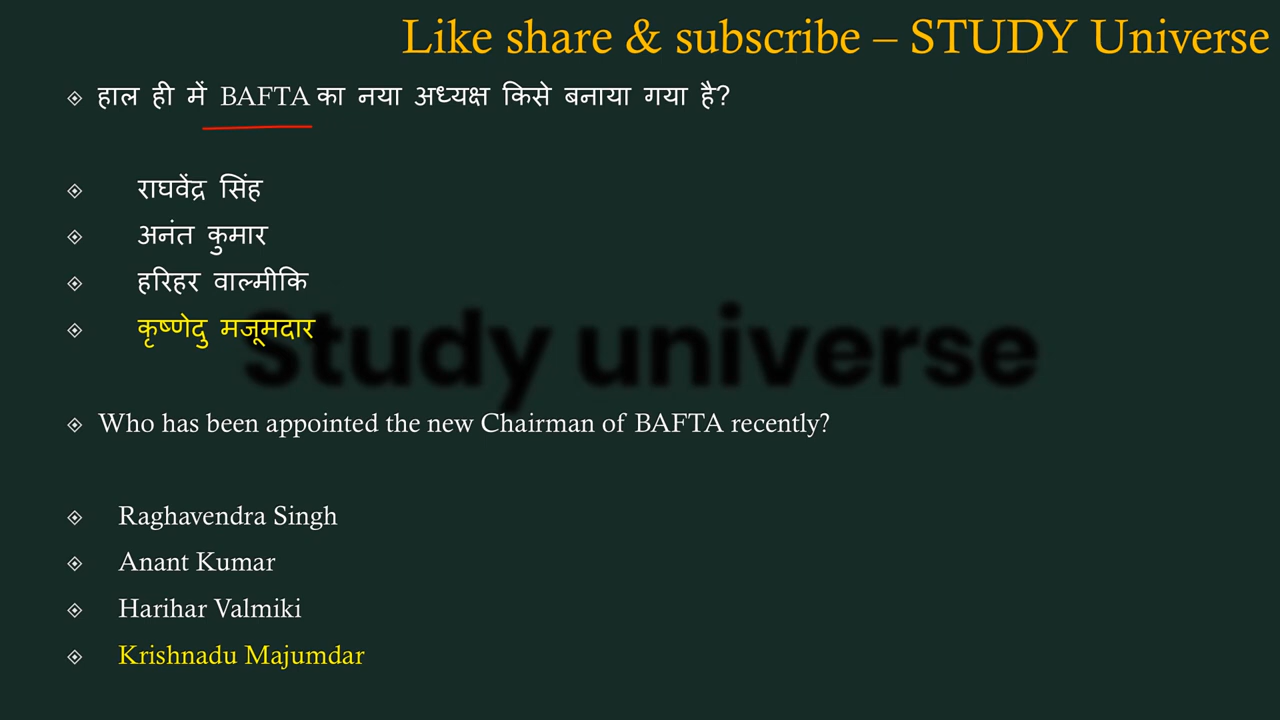 Like share & subscribe – STUDY Universe
हाल ही में BAFTA का नया अध्यक्ष किसे बनाया गया है?
राघवेंद्र सिंह
अनंत कुमार
हरिहर वाल्मीकि
कृष्णेदु मजूमदार
Study universe
Who has been appointed the new Chairman of BAFTA recently?
Raghavendra Singh
Anant Kumar
Harihar Valmiki
Krishnadu Majumdar